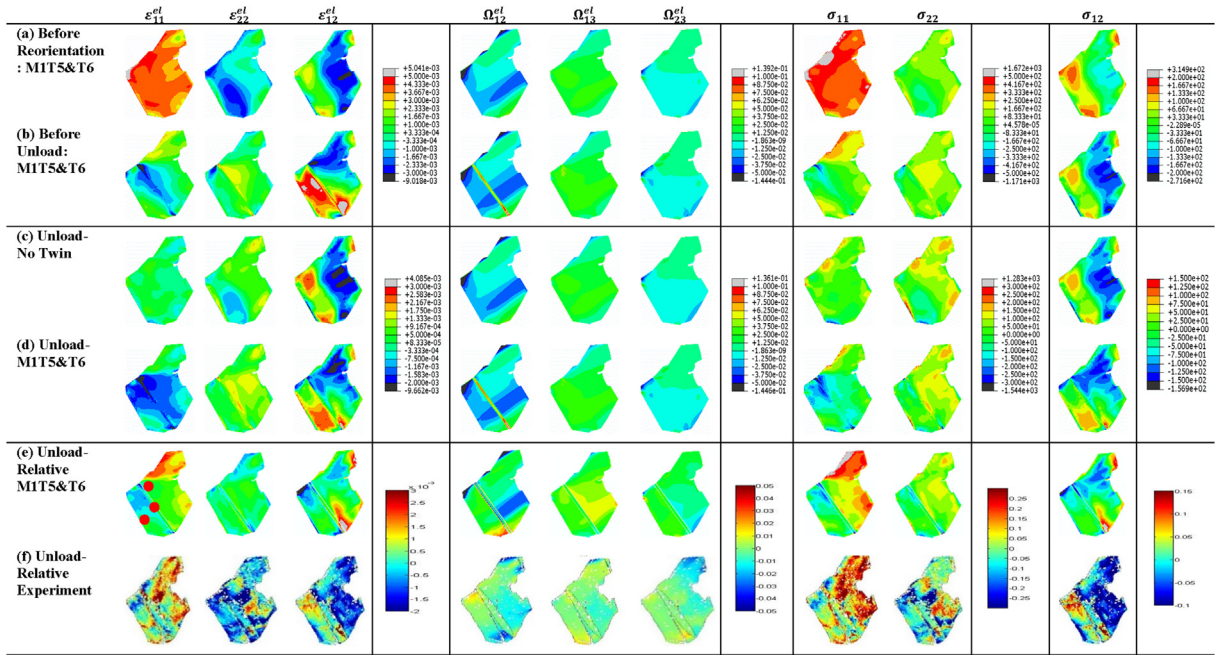 ε₁₁ᵉˡ ε₂₂ᵉˡ ε₁₂ᵉˡ Ω₁₂ᵉˡ Ω₁₃ᵉˡ Ω₂₃ᵉˡ σ₁₁ σ₂₂ σ₁₂
(a) Before
Reorientation
: M1T5&T6
+5.041e-03
+5.000e-03
+4.333e-03
+3.667e-03
+3.000e-03
+2.333e-03
+1.667e-03
+1.000e-03
+3.333e-04
-3.333e-04
-1.000e-03
-1.667e-03
-2.333e-03
-3.000e-03
-9.018e-03
+1.392e-01
+1.000e-01
+8.750e-02
+7.500e-02
+6.250e-02
+5.000e-02
+3.750e-02
+2.500e-02
+1.250e-02
-1.250e-02
-2.500e-02
-3.750e-02
-5.000e-02
-1.444e-01
+1.672e+03
+5.000e+02
+4.167e+02
+3.333e+02
+2.500e+02
+1.667e+02
+8.333e+01
+4.578e-05
-8.333e+01
-1.667e+02
-2.500e+02
-3.333e+02
-4.167e+02
-5.000e+02
-1.171e+03
+3.149e+02
+2.000e+02
+1.667e+02
+1.333e+02
+1.000e+02
+6.667e+01
+3.333e+01
-2.289e-05
-3.333e+01
-6.667e+01
-1.000e+02
-1.333e+02
-1.667e+02
-2.000e+02
-2.716e+02
(b) Before
Unload:
M1T5&T6
(c) Unload-
No Twin
+4.085e-03
+3.000e-03
+2.583e-03
+2.167e-03
+1.750e-03
+1.333e-03
+9.167e-04
+5.000e-04
+8.333e-05
-3.333e-04
-7.500e-04
-1.167e-03
-1.583e-03
-2.000e-03
-9.662e-03
+1.361e-01
+1.000e-01
+8.750e-02
+7.500e-02
+6.250e-02
+5.000e-02
+3.750e-02
+2.500e-02
+1.250e-02
-1.863e-09
-1.250e-02
-2.500e-02
-3.750e-02
-5.000e-02
-1.446e-01
+1.283e+03
+3.000e+02
+2.500e+02
+2.000e+02
+1.500e+02
+1.000e+02
+5.000e+01
+0.000e+00
-5.000e+01
-1.000e+02
-1.500e+02
-2.000e+02
-2.500e+02
-3.000e+02
-1.544e+03
+1.500e+02
+1.250e+02
+1.000e+02
+7.500e+01
+5.000e+01
+2.500e+01
+0.000e+00
-2.500e+01
-5.000e+01
-7.500e+01
-1.000e+02
-1.250e+02
-1.500e+02
-1.569e+02
(d) Unload-
M1T5&T6
(e) Unload-
Relative
M1T5&T6
3
2.5
2
1.5
1
0.5
0
-0.5
-1
-1.5
-2
0.05
0.04
0.03
0.02
0.01
0
-0.01
-0.02
-0.03
-0.04
-0.05
0.25
0.2
0.15
0.1
0.05
0
-0.05
-0.1
-0.15
-0.2
-0.25
0.15
0.1
0.05
0
-0.05
-0.1
(f) Unload-
Relative
Experiment